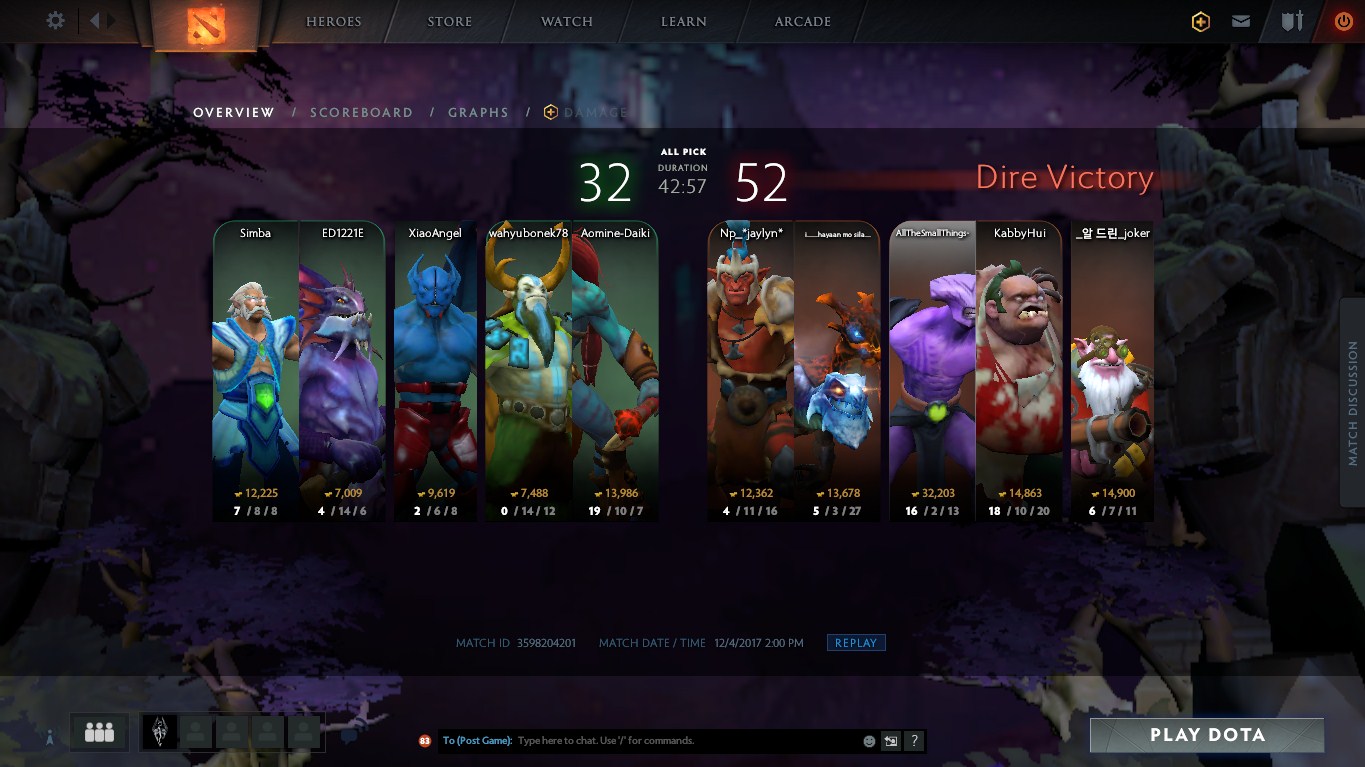 HEROES STORE WATCH LEARN ARCADE
OVERVIEW / SCOREBOARD / GRAPHS / DAMAGE
ALL PICK
32 DURATION 52 Dire Victory
42:57
Simba ED1221E XiaoAngel wahyubonek78 Aomine-Daiki Np_*jaylyn* AllTheSmallThings- KabbyHui _알 드린_joker
12,225 7,009 9,619 7,488 13,986 12,362 13,678 32,203 14,863 14,900
7 / 8 / 8 4 / 14 / 6 2 / 6 / 8 0 / 14 / 12 19 / 10 / 7 4 / 11 / 16 5 / 3 / 27 16 / 2 / 13 18 / 10 / 20 6 / 7 / 11
MATCH DISCUSSION
MATCH ID 3598204201 MATCH DATE / TIME 12/4/2017 2:00 PM REPLAY
83 To (Post Game): Type here to chat. Use '/' for commands. ?
PLAY DOTA